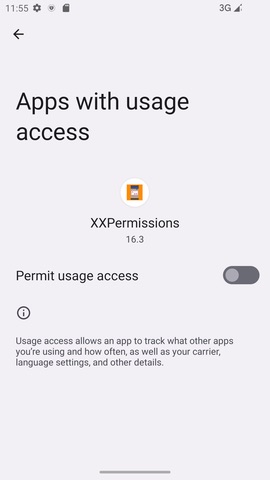 11:55
3G
Apps with usage
access
XXPermissions
16.3
Permit usage access
Usage access allows an app to track what other apps
you're using and how often, as well as your carrier,
language settings, and other details.